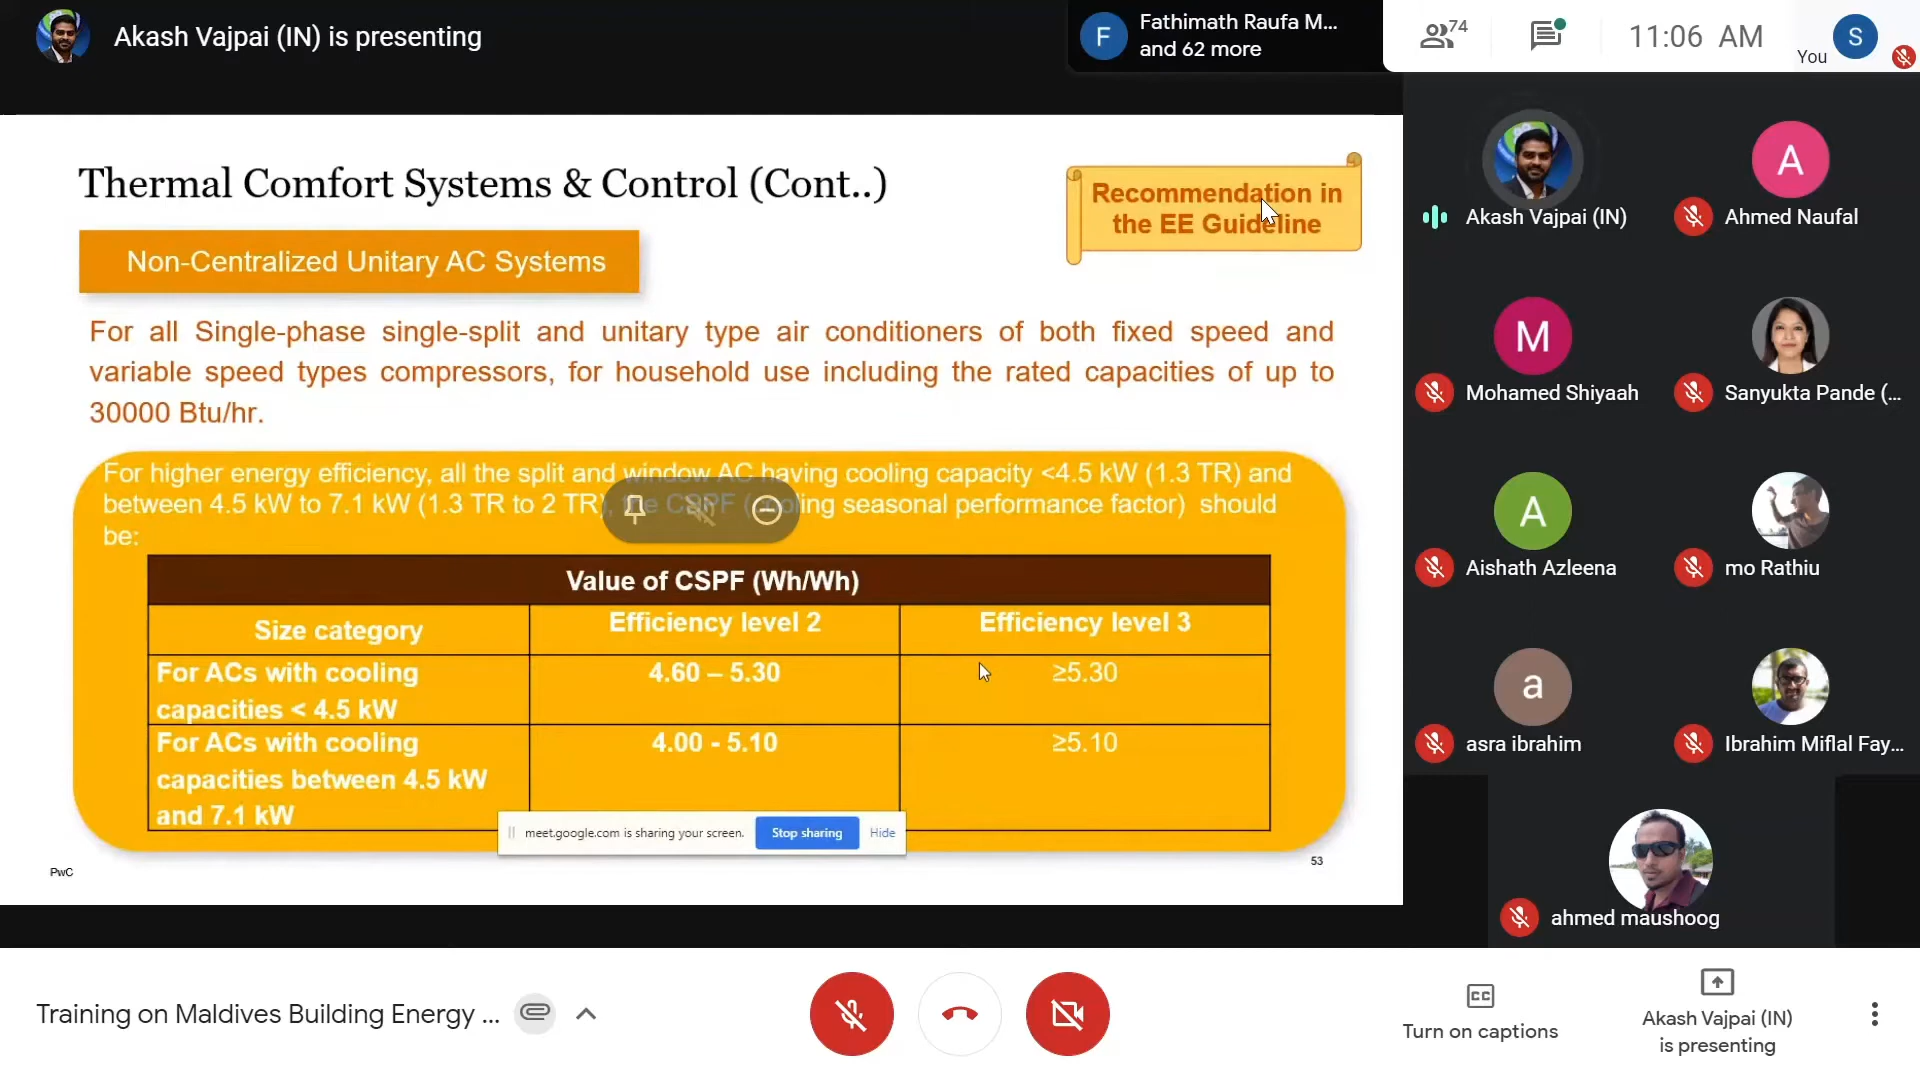 Akash Vajpai (IN) is presenting
F
Fathimath Raufa M...
and 62 more
74
11:06 AM
You
S
Thermal Comfort Systems & Control (Cont..)
Recommendation in
the EE Guideline
Non-Centralized Unitary AC Systems
For all Single-phase single-split and unitary type air conditioners of both fixed speed and
variable speed types compressors, for household use including the rated capacities of up to
30000 Btu/hr.
For higher energy efficiency, all the split and window AC having cooling capacity <4.5 kW (1.3 TR) and
between 4.5 kW to 7.1 kW (1.3 TR to 2 TR), the CSPF (cooling seasonal performance factor) should
be:
Value of CSPF (Wh/Wh)
Size category
Efficiency level 2
Efficiency level 3
For ACs with cooling
capacities < 4.5 kW
4.60 – 5.30
≥5.30
For ACs with cooling
capacities between 4.5 kW
and 7.1 kW
4.00 - 5.10
≥5.10
meet.google.com is sharing your screen.
Stop sharing
Hide
PwC
53
Akash Vajpai (IN)
A
Ahmed Naufal
M
Mohamed Shiyaah
Sanyukta Pande (...
A
Aishath Azleena
mo Rathiu
a
asra ibrahim
Ibrahim Miflal Fay...
ahmed maushoog
Training on Maldives Building Energy ...
CC
Turn on captions
Akash Vajpai (IN)
is presenting